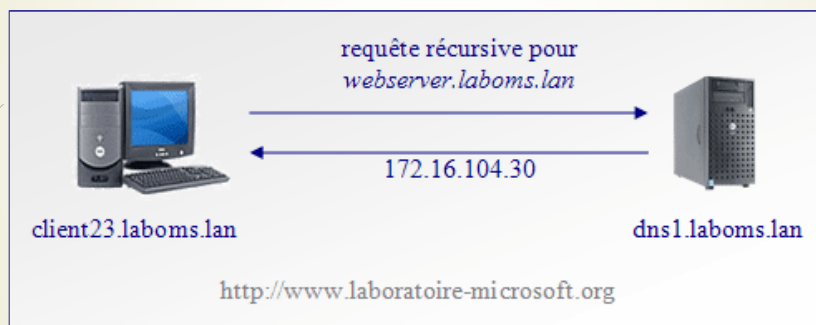 requête récursive pour
webserver.laboms.lan
172.16.104.30
client23.laboms.lan
dns1.laboms.lan
http://www.laboratoire-microsoft.org